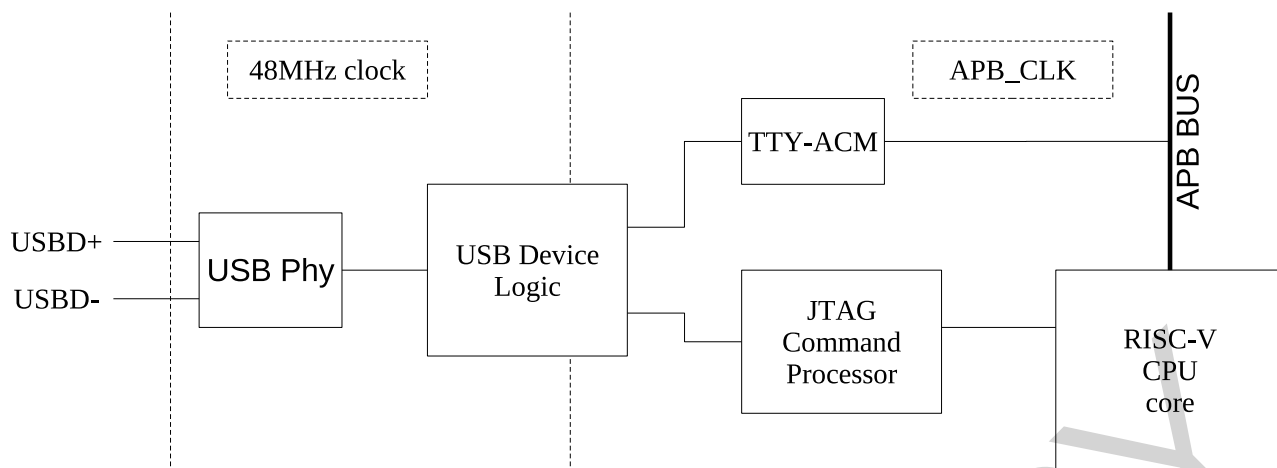 48MHz clock
APB_CLK
APB BUS
TTY-ACM
USBD+
USBD-
USB Phy
USB Device
Logic
JTAG
Command
Processor
RISC-V
CPU
core